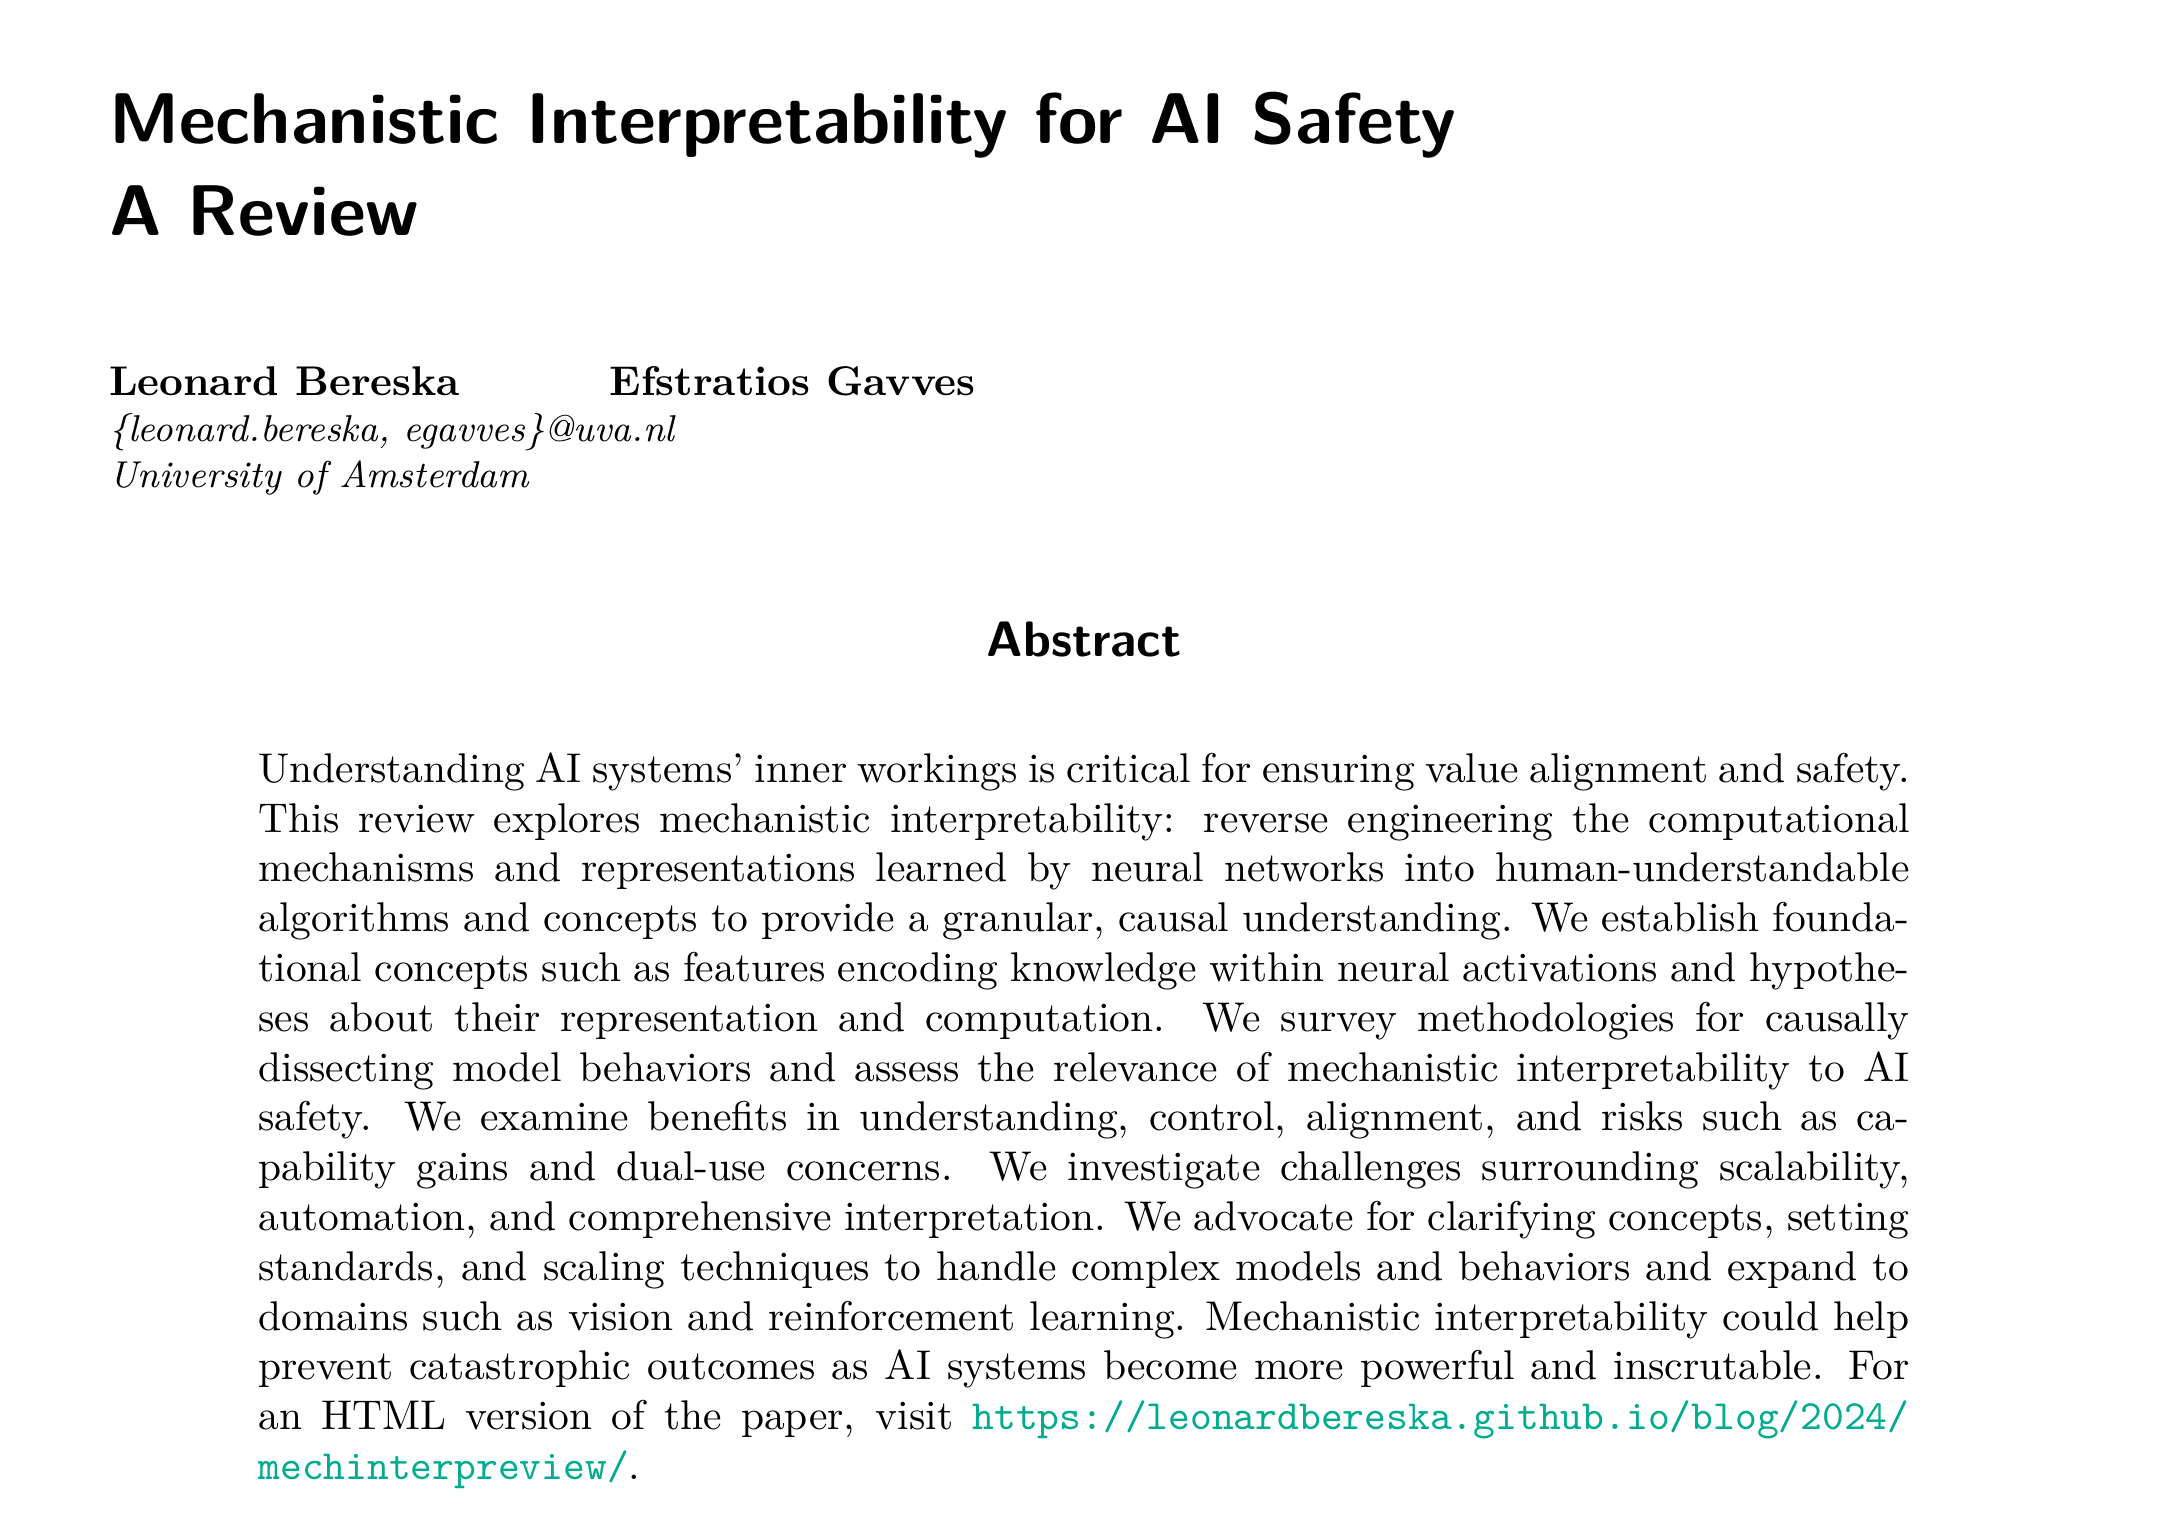 Mechanistic Interpretability for AI Safety
A Review
Leonard Bereska Efstratios Gavves
{leonard.bereska, egavves}@uva.nl
University of Amsterdam
Abstract
Understanding AI systems’ inner workings is critical for ensuring value alignment and safety.
This review explores mechanistic interpretability: reverse engineering the computational
mechanisms and representations learned by neural networks into human-understandable
algorithms and concepts to provide a granular, causal understanding. We establish founda-
tional concepts such as features encoding knowledge within neural activations and hypothe-
ses about their representation and computation. We survey methodologies for causally
dissecting model behaviors and assess the relevance of mechanistic interpretability to AI
safety. We examine benefits in understanding, control, alignment, and risks such as ca-
pability gains and dual-use concerns. We investigate challenges surrounding scalability,
automation, and comprehensive interpretation. We advocate for clarifying concepts, setting
standards, and scaling techniques to handle complex models and behaviors and expand to
domains such as vision and reinforcement learning. Mechanistic interpretability could help
prevent catastrophic outcomes as AI systems become more powerful and inscrutable. For
an HTML version of the paper, visit https://leonardbereska.github.io/blog/2024/
mechinterpreview/.